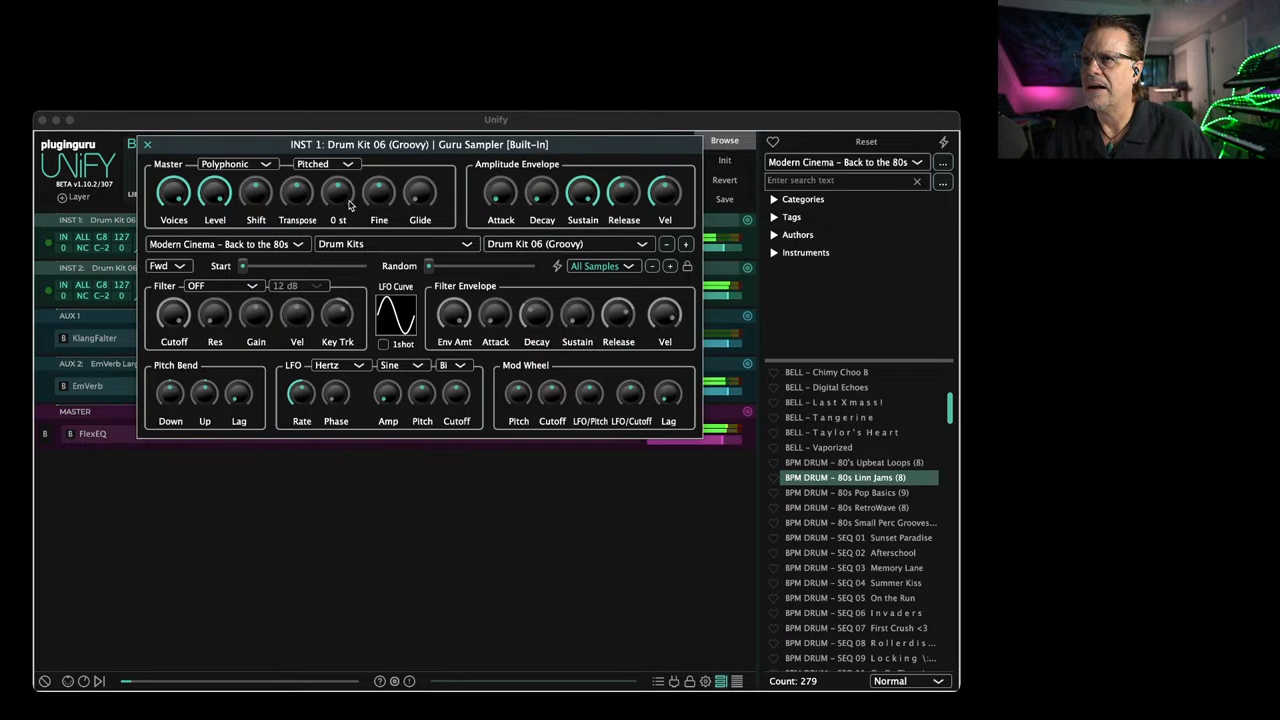 Unify
pluginguru
UNiFY
BETA v1.10.2/307
Layer
B
INST 1: Drum Kit 06 (Groovy) | Guru Sampler [Built-In]
Master
Polyphonic
Pitched
Voices
Level
Shift
Transpose
0 st
Fine
Glide
Amplitude Envelope
Attack
Decay
Sustain
Release
Vel
Modern Cinema - Back to the 80s
Drum Kits
Drum Kit 06 (Groovy)
- +
Fwd
Start
Random
All Samples
- +
Filter
OFF
12 dB
Cutoff
Res
Gain
Vel
Key Trk
LFO Curve
1shot
Filter Envelope
Env Amt
Attack
Decay
Sustain
Release
Vel
Pitch Bend
Down
Up
Lag
LFO
Hertz
Sine
Bi
Rate
Phase
Amp
Pitch
Cutoff
Mod Wheel
Pitch
Cutoff
LFO/Pitch
LFO/Cutoff
Lag
INST 1: Drum Kit 06
INS ALL G8 127
0 NC C-2 0
INST 2: Drum Kit 06
INS ALL G8 127
0 NC C-2 0
AUX 1
B KlangFalter
AUX 2: EmVerb Large
B EmVerb
MASTER
B B FlexEQ
Browse
Init
Revert
Save
Reset
Modern Cinema - Back to the 80s
...
Enter search text
...
Categories
Tags
Authors
Instruments
BELL - Chimy Choo B
BELL - Digital Echoes
BELL - L a s t X m a s s !
BELL - T a n g e r i n e
BELL - T a y l o r ' s H e a r t
BELL - Vaporized
BPM DRUM - 80's Upbeat Loops (8)
BPM DRUM - 80s Linn Jams (8)
BPM DRUM - 80s Pop Basics (9)
BPM DRUM - 80s RetroWave (8)
BPM DRUM - 80s Small Perc Grooves...
BPM DRUM - SEQ 01 Sunset Paradise
BPM DRUM - SEQ 02 Afterschool
BPM DRUM - SEQ 03 Memory Lane
BPM DRUM - SEQ 04 Summer Kiss
BPM DRUM - SEQ 05 On the Run
BPM DRUM - SEQ 06 I n v a d e r s
BPM DRUM - SEQ 07 First Crush <3
BPM DRUM - SEQ 08 R o l l e r d i s ...
BPM DRUM - SEQ 09 L o c k i n g \:...
Count: 279
Normal